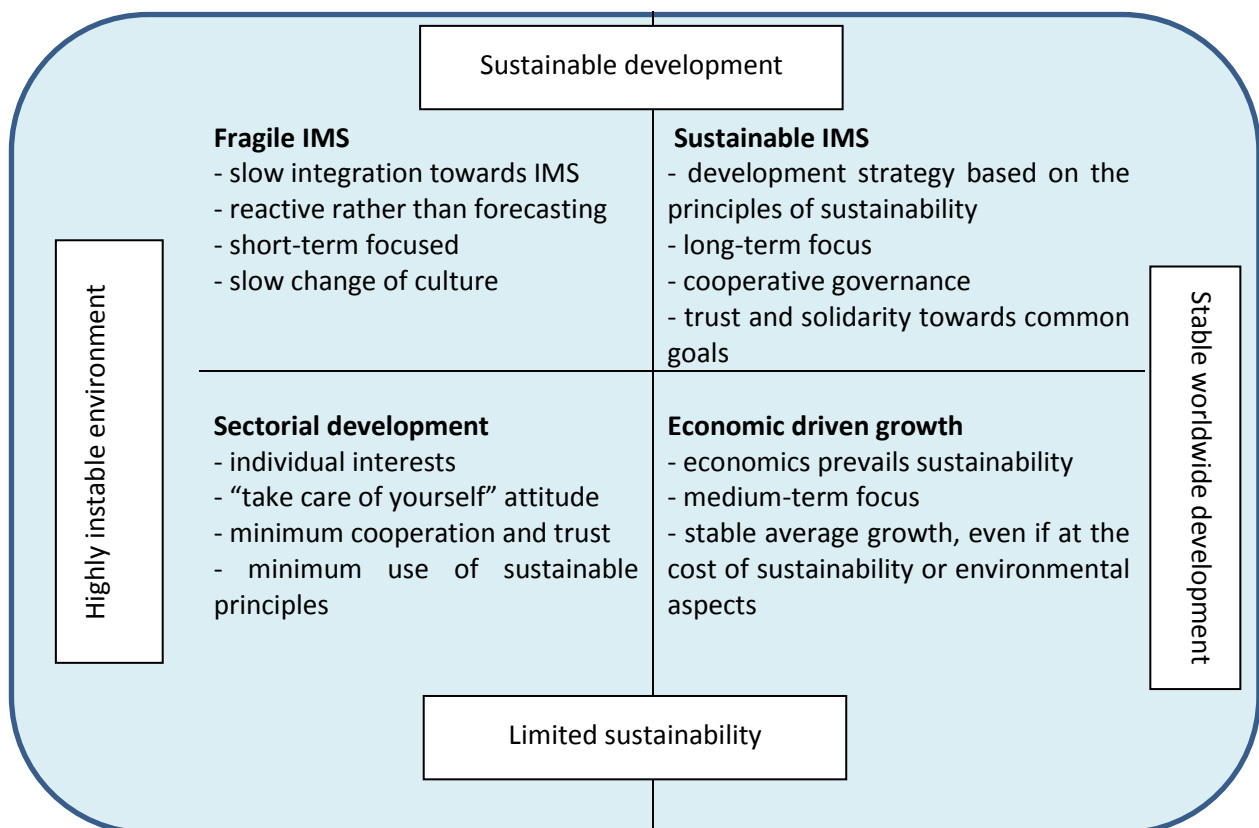 Sustainable development
Fragile IMS
- slow integration towards IMS
- reactive rather than forecasting
- short-term focused
- slow change of culture
Sustainable IMS
- development strategy based on the
principles of sustainability
- long-term focus
- cooperative governance
- trust and solidarity towards common
goals
Highly instable environment
Stable worldwide development
Sectorial development
- individual interests
- “take care of yourself” attitude
- minimum cooperation and trust
- minimum use of sustainable
principles
Economic driven growth
- economics prevails sustainability
- medium-term focus
- stable average growth, even if at the
cost of sustainability or environmental
aspects
Limited sustainability